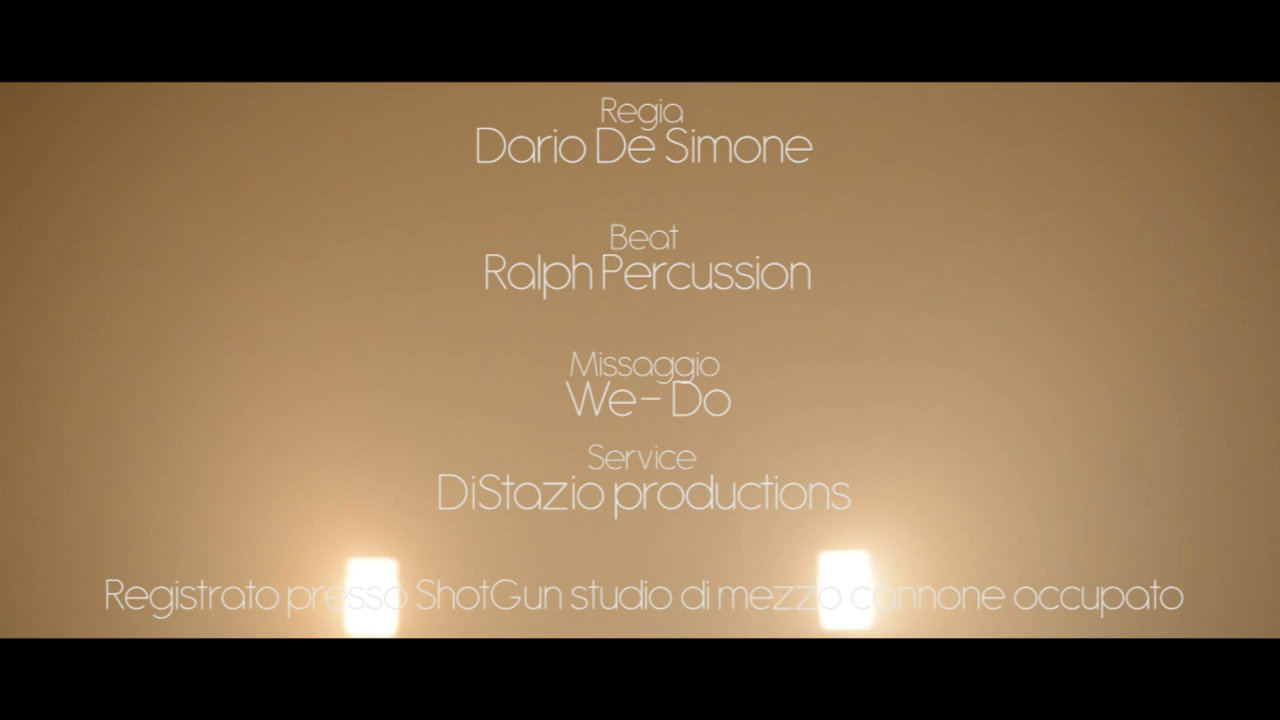 Regia
Dario De Simone
Beat
Ralph Percussion
Missaggio
We-Do
Service
DiStazio productions
Registrato presso ShotGun studio di mezzo cannone occupato